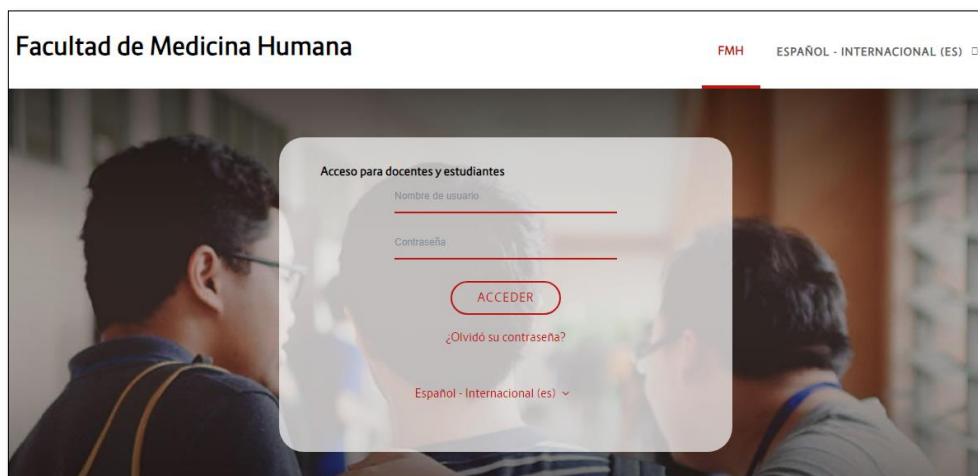 Facultad de Medicina Humana
FMH
ESPAÑOL - INTERNACIONAL (ES)
Acceso para docentes y estudiantes
Nombre de usuario
Contraseña
ACCEDER
¿Olvidó su contraseña?
Español - Internacional (es)